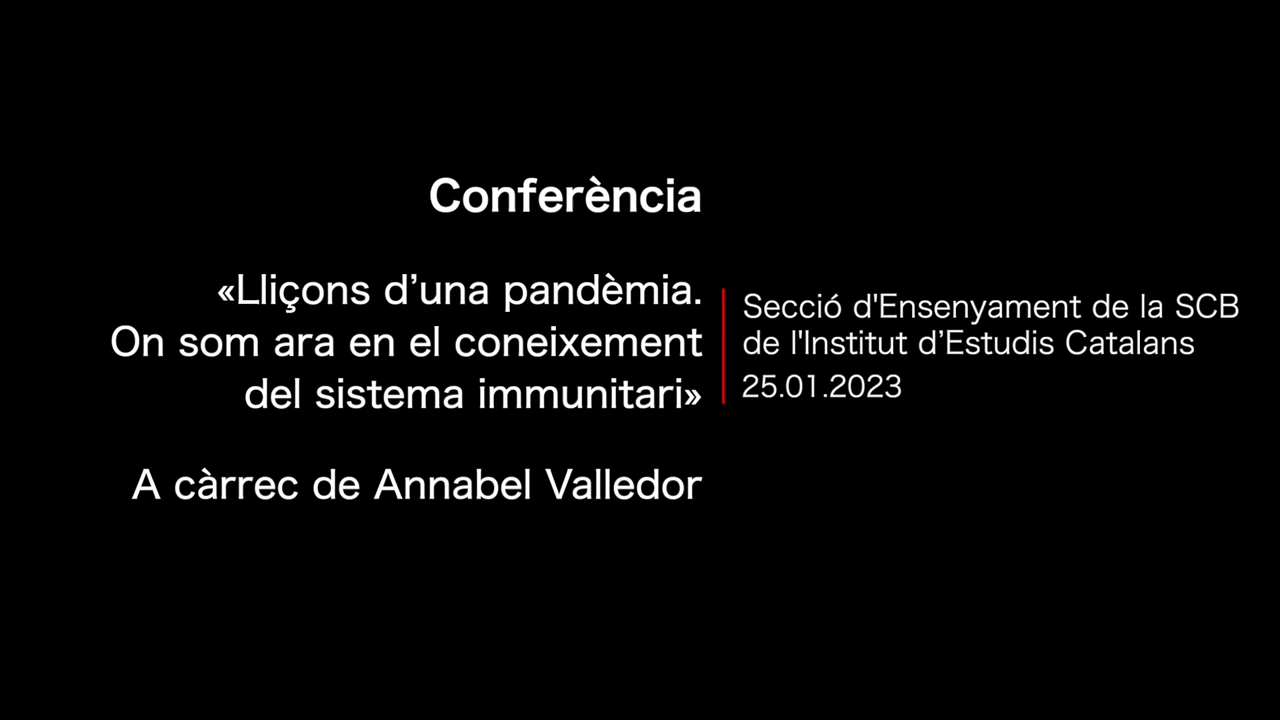 Conferència
«Lliçons d’una pandèmia.
On som ara en el coneixement
del sistema immunitari»
A càrrec de Annabel Valledor
Secció d'Ensenyament de la SCB
de l'Institut d’Estudis Catalans
25.01.2023